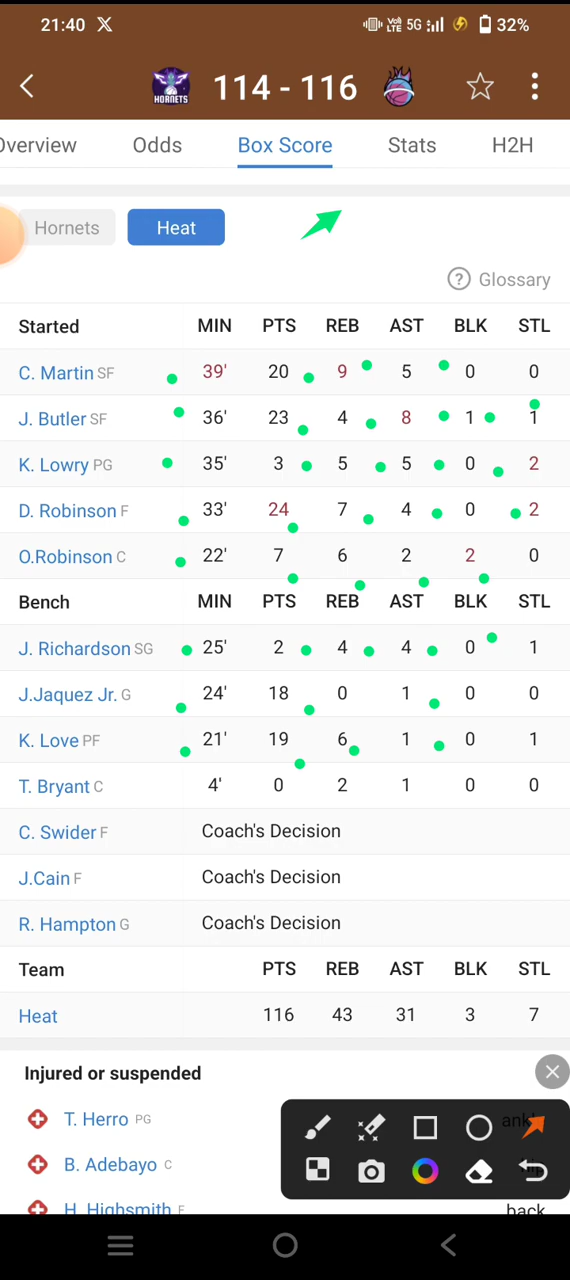 21:40 X Vo) LTE 5G 32%
HORNETS 114 - 116
Overview Odds Box Score Stats H2H
Hornets Heat
? Glossary
Started MIN PTS REB AST BLK STL
C. Martin SF 39' 20 9 5 0 0
J. Butler SF 36' 23 4 8 1 1
K. Lowry PG 35' 3 5 5 0 2
D. Robinson F 33' 24 7 4 0 2
O.Robinson C 22' 7 6 2 2 0
Bench MIN PTS REB AST BLK STL
J. Richardson SG 25' 2 4 4 0 1
J.Jaquez Jr. G 24' 18 0 1 0 0
K. Love PF 21' 19 6 1 0 1
T. Bryant C 4' 0 2 1 0 0
C. Swider F Coach's Decision
J.Cain F Coach's Decision
R. Hampton G Coach's Decision
Team PTS REB AST BLK STL
Heat 116 43 31 3 7
Injured or suspended
T. Herro PG
B. Adebayo C
H. Highsmith F back